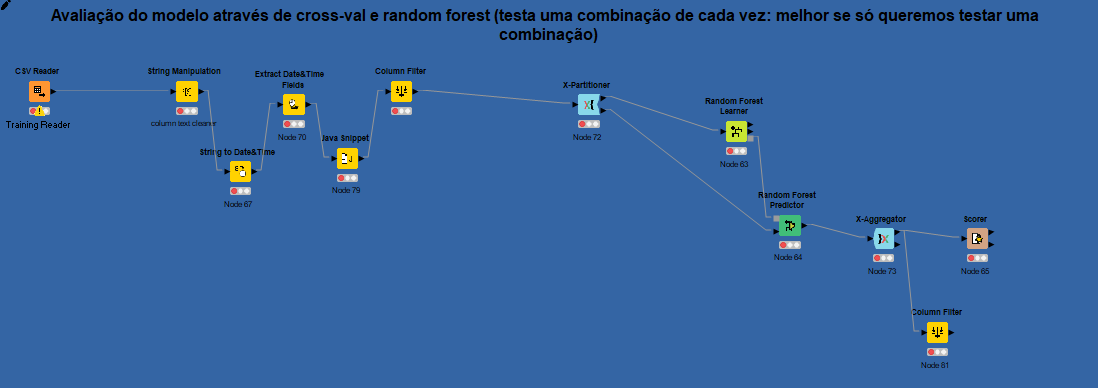 Avaliação do modelo através de cross-val e random forest (testa uma combinação de cada vez: melhor se só queremos testar uma
combinação)
CSV Reader
Training Reader
String Manipulation
column text cleaner
String to Date&Time
Node 67
Extract Date&Time
Fields
Node 70
Java Snippet
Node 79
Column Filter
X-Partitioner
Node 72
Random Forest
Learner
Node 63
Random Forest
Predictor
Node 64
X-Aggregator
Node 73
Scorer
Node 65
Column Filter
Node 81